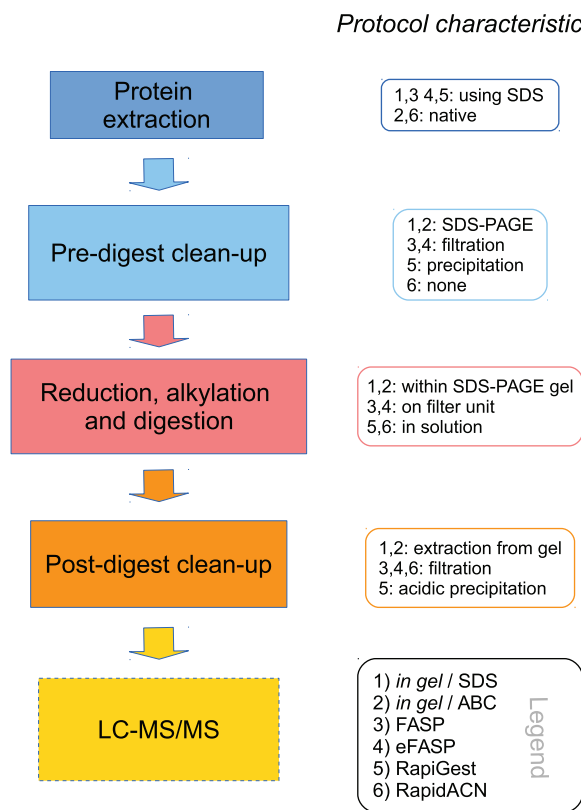 Protocol characteristic
Protein
extraction
1,3 4,5: using SDS
2,6: native
Pre-digest clean-up
1,2: SDS-PAGE
3,4: filtration
5: precipitation
6: none
Reduction, alkylation
and digestion
1,2: within SDS-PAGE gel
3,4: on filter unit
5,6: in solution
Post-digest clean-up
1,2: extraction from gel
3,4,6: filtration
5: acidic precipitation
LC-MS/MS
1) in gel / SDS
2) in gel / ABC
3) FASP
4) eFASP
5) RapiGest
6) RapidACN
Legend